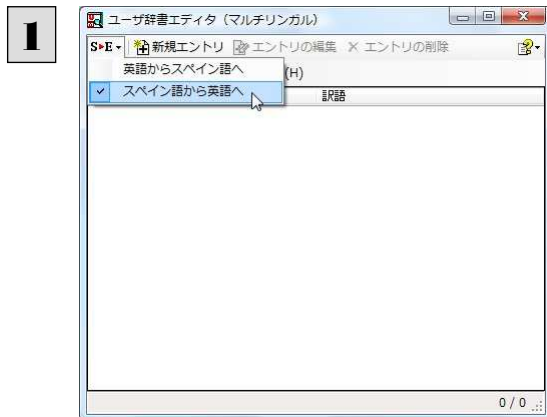 1
ユーザ辞書エディタ（マルチリンガル）
S▸E 新規エントリ エントリの編集 × エントリの削除
英語からスペイン語へ
(H)
✓ スペイン語から英語へ
訳語
0 / 0